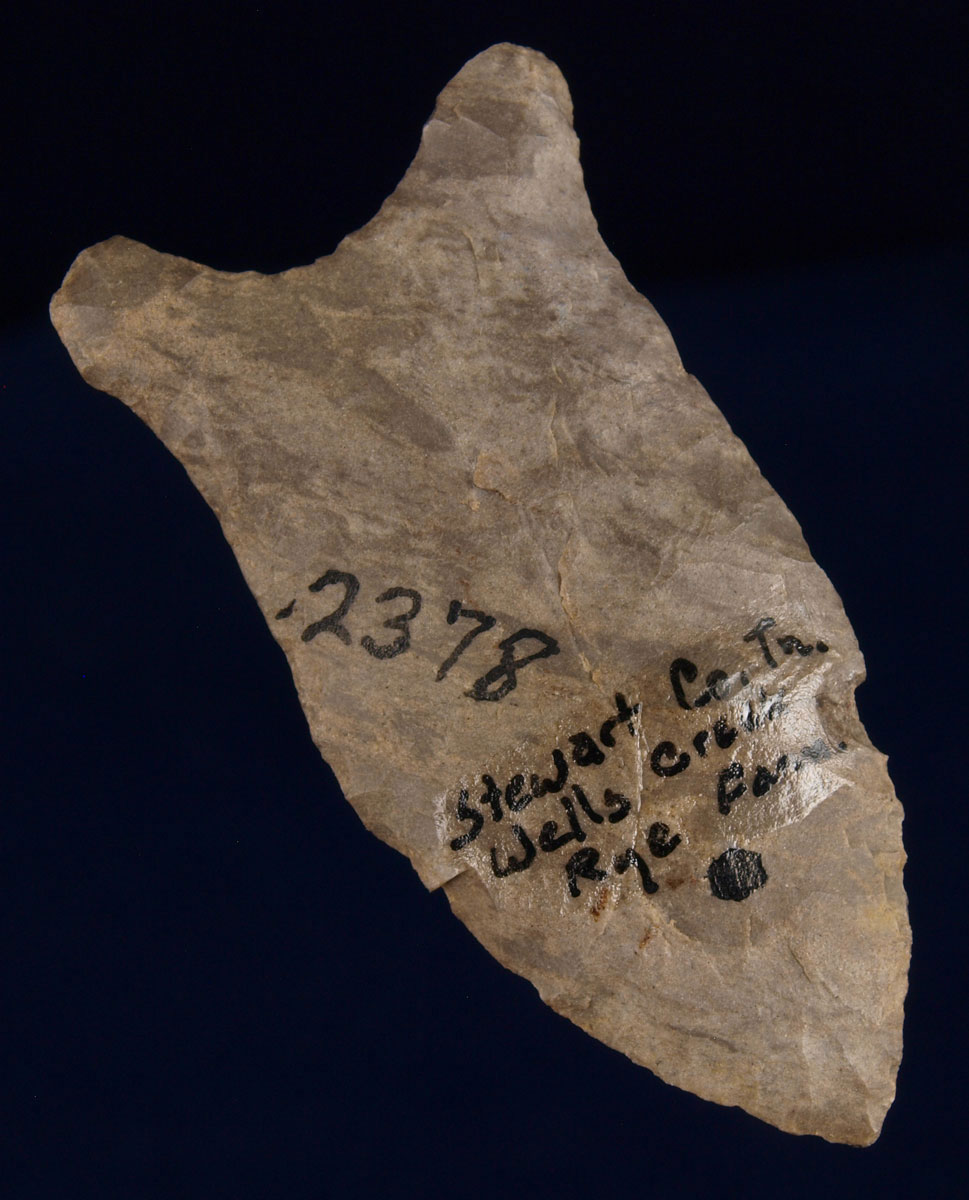 2378
Stewart Co. Tn.
Wells Creek
Rye Farm